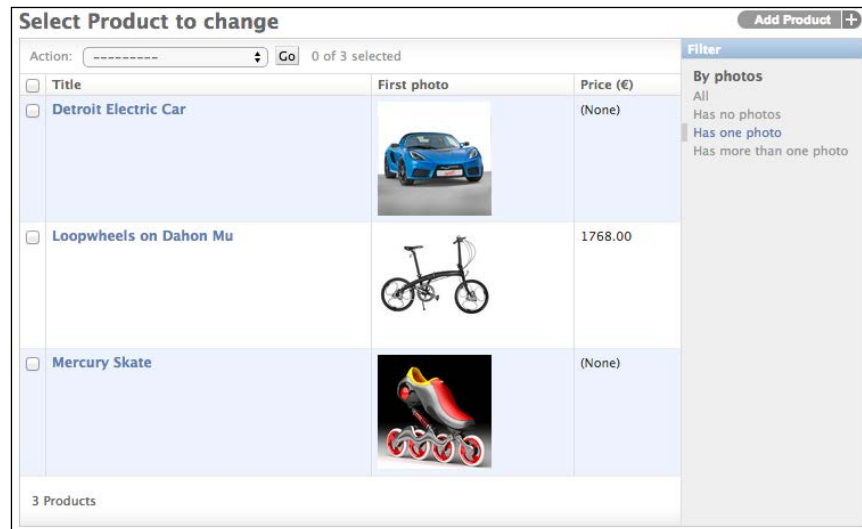 Select Product to change
Add Product +
Action: --------- Go 0 of 3 selected
Title First photo Price (€)
Detroit Electric Car (None)
Loopwheels on Dahon Mu 1768.00
Mercury Skate (None)
3 Products
Filter
By photos
All
Has no photos
Has one photo
Has more than one photo